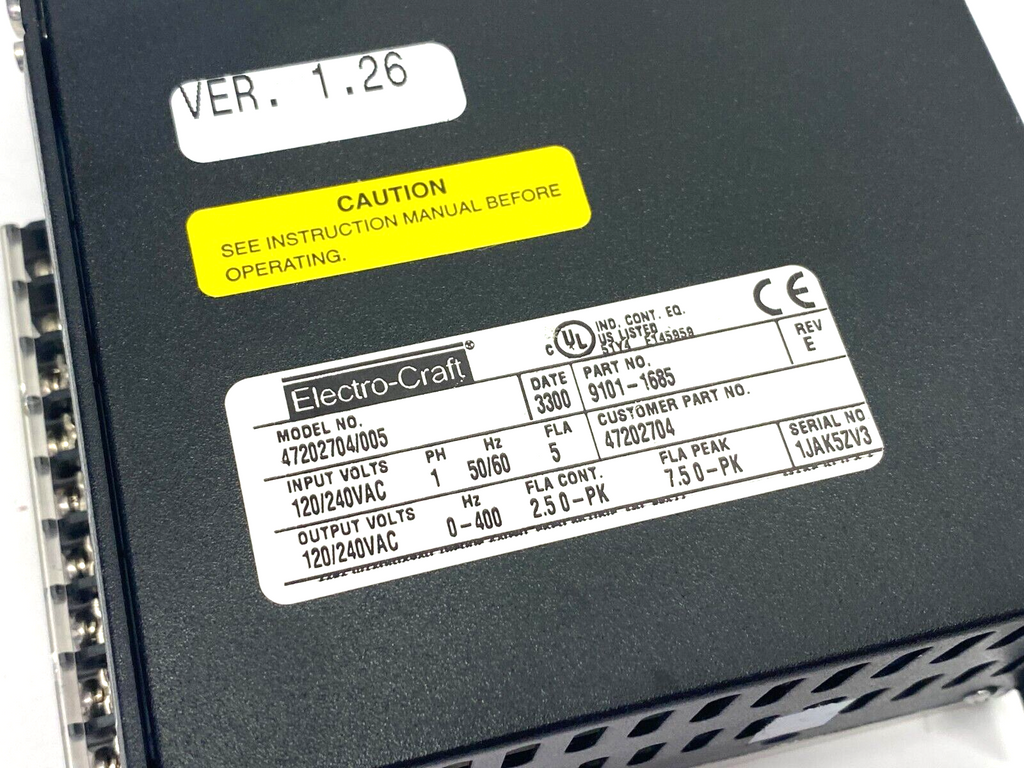 VER. 1.26
CAUTION
SEE INSTRUCTION MANUAL BEFORE
OPERATING.
Electro-Craft®
C UL
IND. CONT. EQ.
US LISTED
CE
MODEL NO.
47202704/005
DATE
3300
PART NO.
9101-1685
REV
E
INPUT VOLTS
120/240VAC
PH
1
Hz
50/60
FLA
5
CUSTOMER PART NO.
47202704
OUTPUT VOLTS
120/240VAC
Hz
0-400
FLA CONT.
2.5 0-PK
FLA PEAK
7.5 0-PK
SERIAL NO
1JAK5ZV3